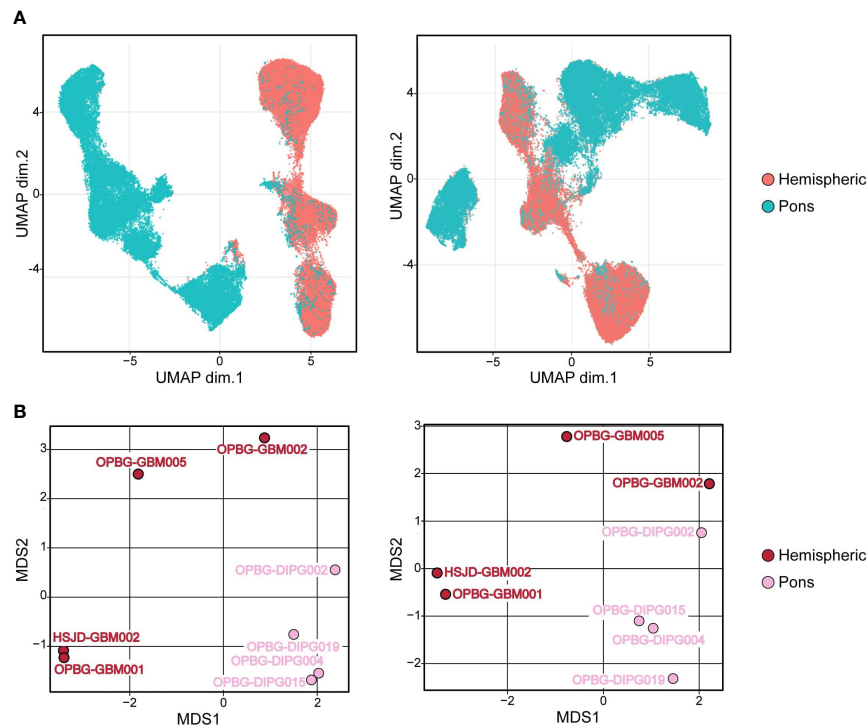 A
UMAP dim.2
4
0
−4
−5
0
5
UMAP dim.1
UMAP dim.2
4
0
−4
−5
0
5
UMAP dim.1
Hemispheric
Pons
B
MDS2
3
2
1
0
−1
OPBG-GBM002
OPBG-GBM005
OPBG-DIPG002
HSJD-GBM002
OPBG-GBM001
OPBG-DIPG019
OPBG-DIPG004
OPBG-DIPG015
−2
0
2
MDS1
MDS2
3
2
1
0
−1
−2
OPBG-GBM005
OPBG-GBM002
OPBG-DIPG002
HSJD-GBM002
OPBG-GBM001
OPBG-DIPG015
OPBG-DIPG004
OPBG-DIPG019
−2
0
2
MDS1
Hemispheric
Pons